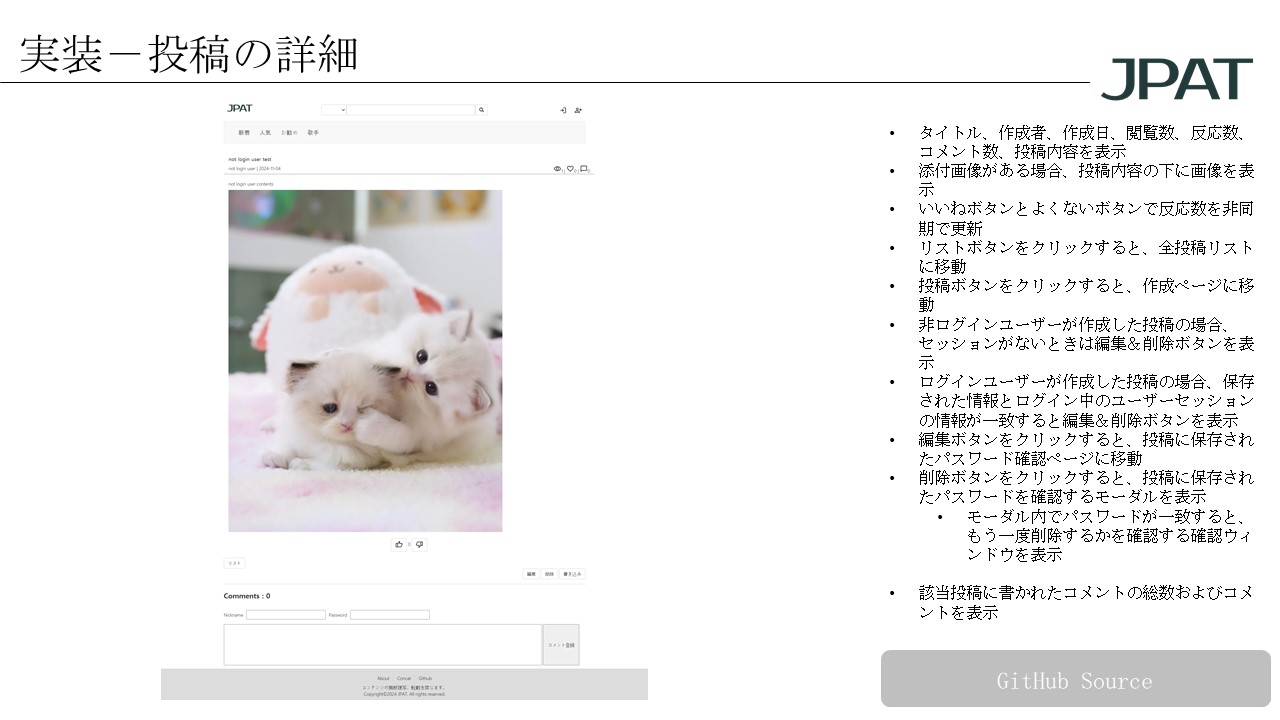 実装－投稿の詳細
JPAT
JPAT
新着 人気 お勧め 歌手
not login user test
not login user | 2024-11-04
not login user contents
リスト
編集 削除 書き込み
Comments : 0
Nickname Password
コメント登録
About Contact Github
コンテンツの無断複写、転載を禁じます。
Copyright©2024 JPAT. All rights reserved.
• タイトル、作成者、作成日、閲覧数、反応数、
コメント数、投稿内容を表示
• 添付画像がある場合、投稿内容の下に画像を表
示
• いいねボタンとよくないボタンで反応数を非同
期で更新
• リストボタンをクリックすると、全投稿リスト
に移動
• 投稿ボタンをクリックすると、作成ページに移
動
• 非ログインユーザーが作成した投稿の場合、
セッションがないときは編集＆削除ボタンを表
示
• ログインユーザーが作成した投稿の場合、保存
された情報とログイン中のユーザーセッション
の情報が一致すると編集＆削除ボタンを表示
• 編集ボタンをクリックすると、投稿に保存され
たパスワード確認ページに移動
• 削除ボタンをクリックすると、投稿に保存され
たパスワードを確認するモーダルを表示
• モーダル内でパスワードが一致すると、
もう一度削除するかを確認する確認ウィ
ンドウを表示
• 該当投稿に書かれたコメントの総数およびコメ
ントを表示
GitHub Source